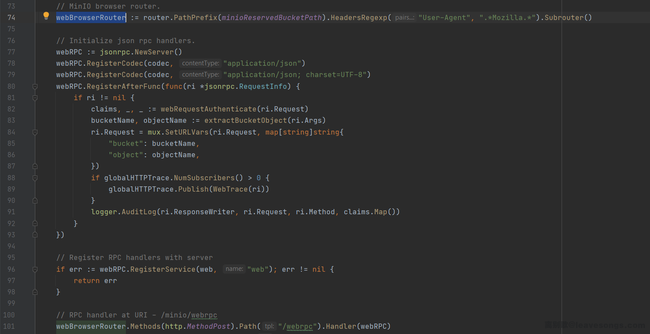 73 // MinIO browser router.
74 webBrowserRouter := router.PathPrefix(minioReservedBucketPath).HeadersRegexp( pairs...: "User-Agent", ".*Mozilla.*").Subrouter()
75
76 // Initialize json rpc handlers.
77 webRPC := jsonrpc.NewServer()
78 webRPC.RegisterCodec(codec, contentType: "application/json")
79 webRPC.RegisterCodec(codec, contentType: "application/json; charset=UTF-8")
80 webRPC.RegisterAfterFunc(func(ri *jsonrpc.RequestInfo) {
81 if ri != nil {
82 claims, _, _ := webRequestAuthenticate(ri.Request)
83 bucketName, objectName := extractBucketObject(ri.Args)
84 ri.Request = mux.SetURLVars(ri.Request, map[string]string{
85 "bucket": bucketName,
86 "object": objectName,
87 })
88 if globalHTTPTrace.NumSubscribers() > 0 {
89 globalHTTPTrace.Publish(WebTrace(ri))
90 }
91 logger.AuditLog(ri.ResponseWriter, ri.Request, ri.Method, claims.Map())
92 }
93 })
94
95 // Register RPC handlers with server
96 if err := webRPC.RegisterService(web, name: "web"); err != nil {
97 return err
98 }
99
100 // RPC handler at URI - /minio/webrpc
101 webBrowserRouter.Methods(http.MethodPost).Path( tpl: "/webrpc").Handler(webRPC)